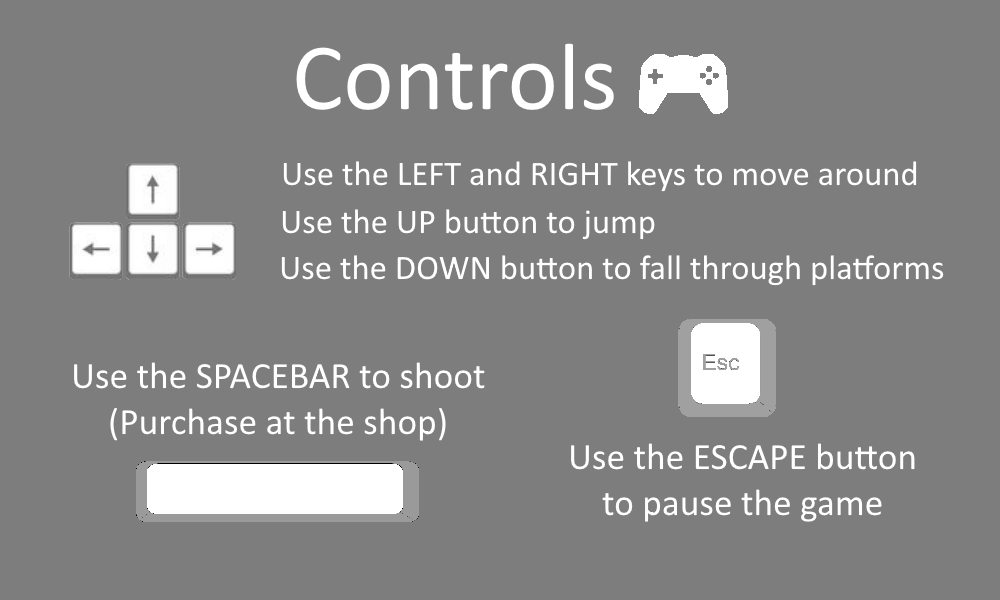 Controls
Use the LEFT and RIGHT keys to move around
Use the UP button to jump
Use the DOWN button to fall through platforms
Use the SPACEBAR to shoot
(Purchase at the shop)
Esc
Use the ESCAPE button
to pause the game